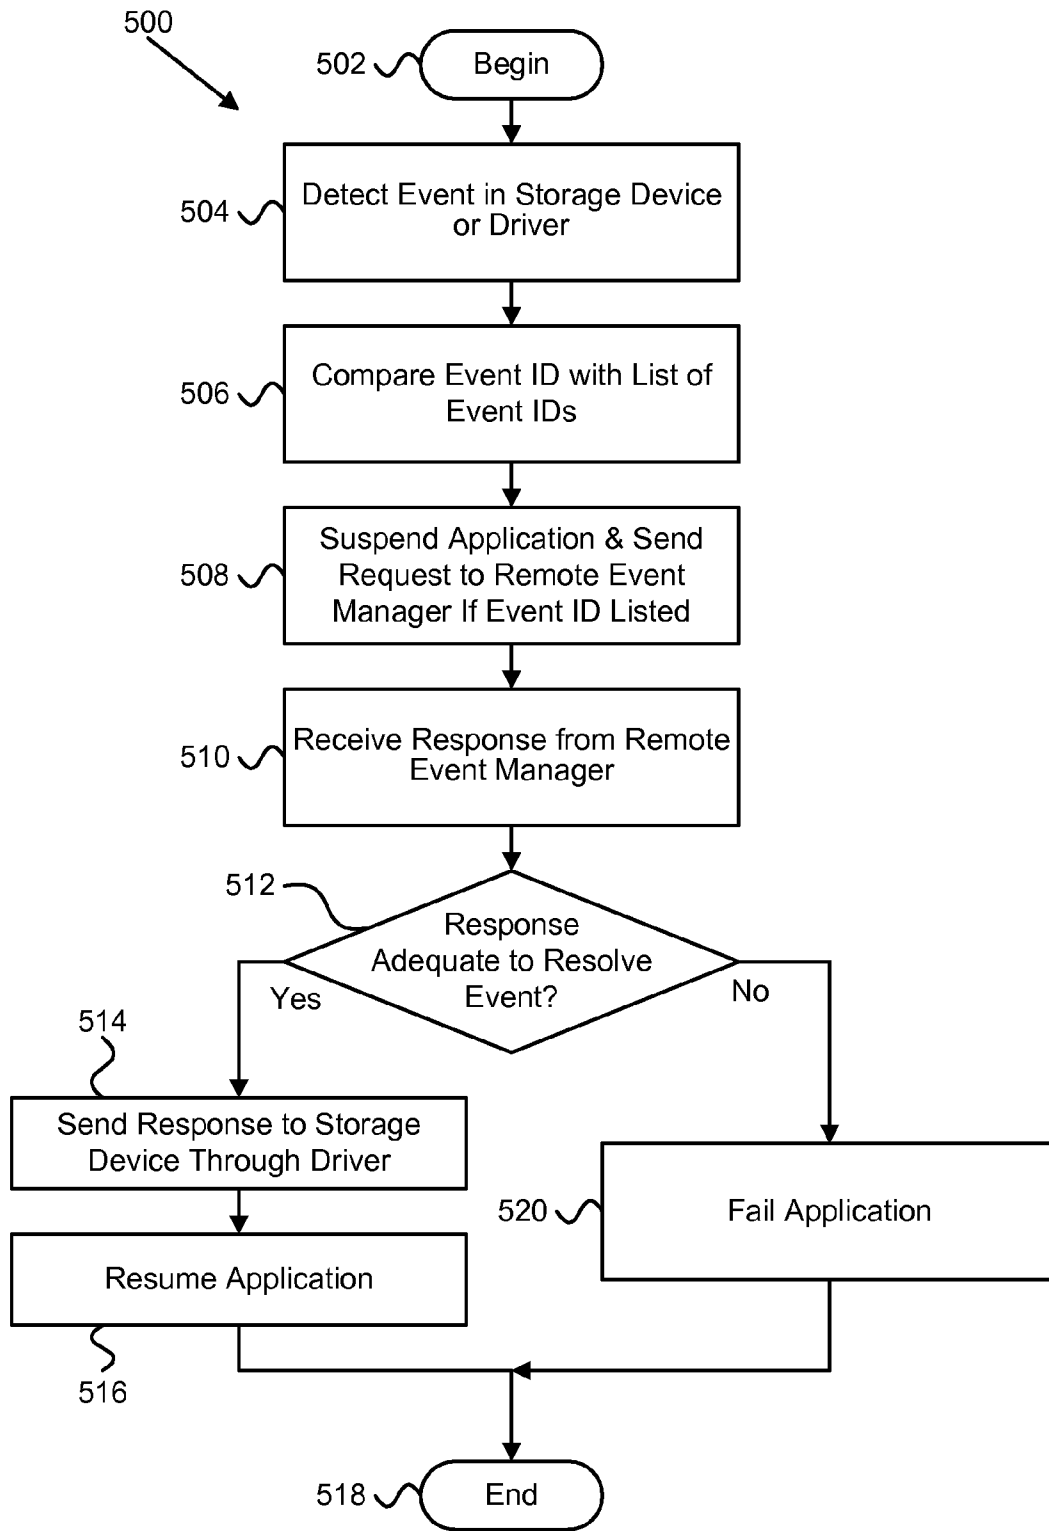 500
502
Begin
504
Detect Event in Storage Device
or Driver
506
Compare Event ID with List of
Event IDs
508
Suspend Application & Send
Request to Remote Event
Manager If Event ID Listed
510
Receive Response from Remote
Event Manager
512
Response
Adequate to Resolve
Event?
Yes
No
514
Send Response to Storage
Device Through Driver
520
Fail Application
Resume Application
516
518
End